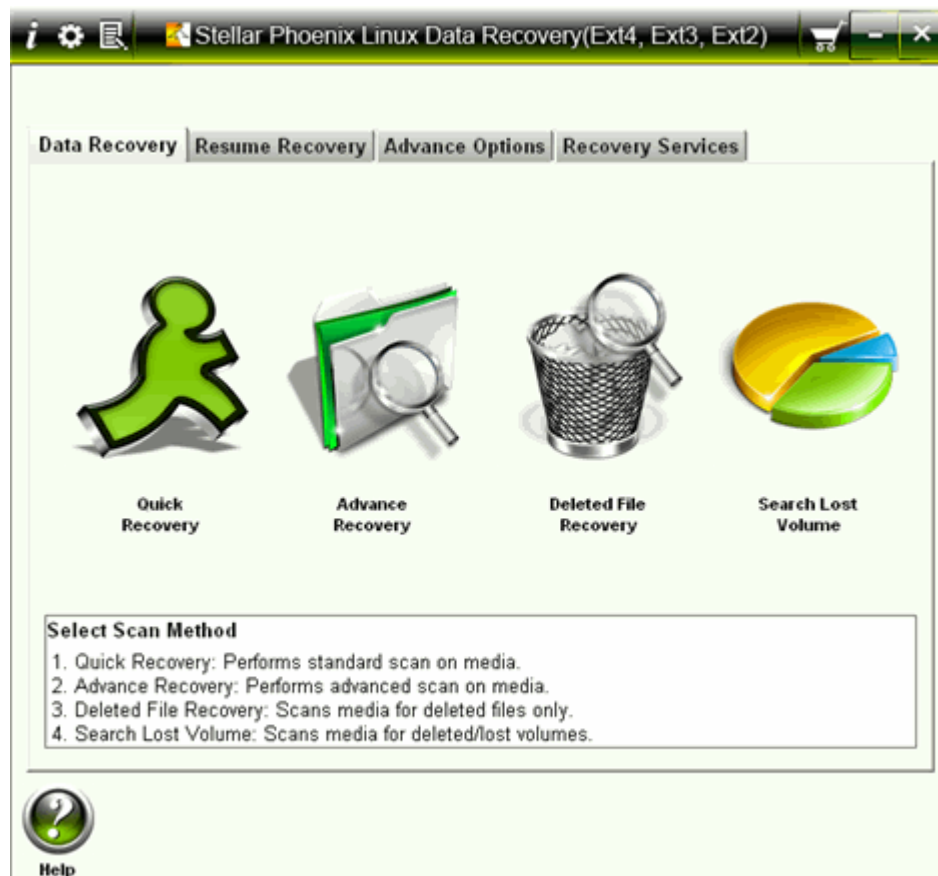 Stellar Phoenix Linux Data Recovery(Ext4, Ext3, Ext2)
Data Recovery Resume Recovery Advance Options Recovery Services
Quick
Recovery
Advance
Recovery
Deleted File
Recovery
Search Lost
Volume
Select Scan Method
1. Quick Recovery: Performs standard scan on media.
2. Advance Recovery: Performs advanced scan on media.
3. Deleted File Recovery: Scans media for deleted files only.
4. Search Lost Volume: Scans media for deleted/lost volumes.
Help